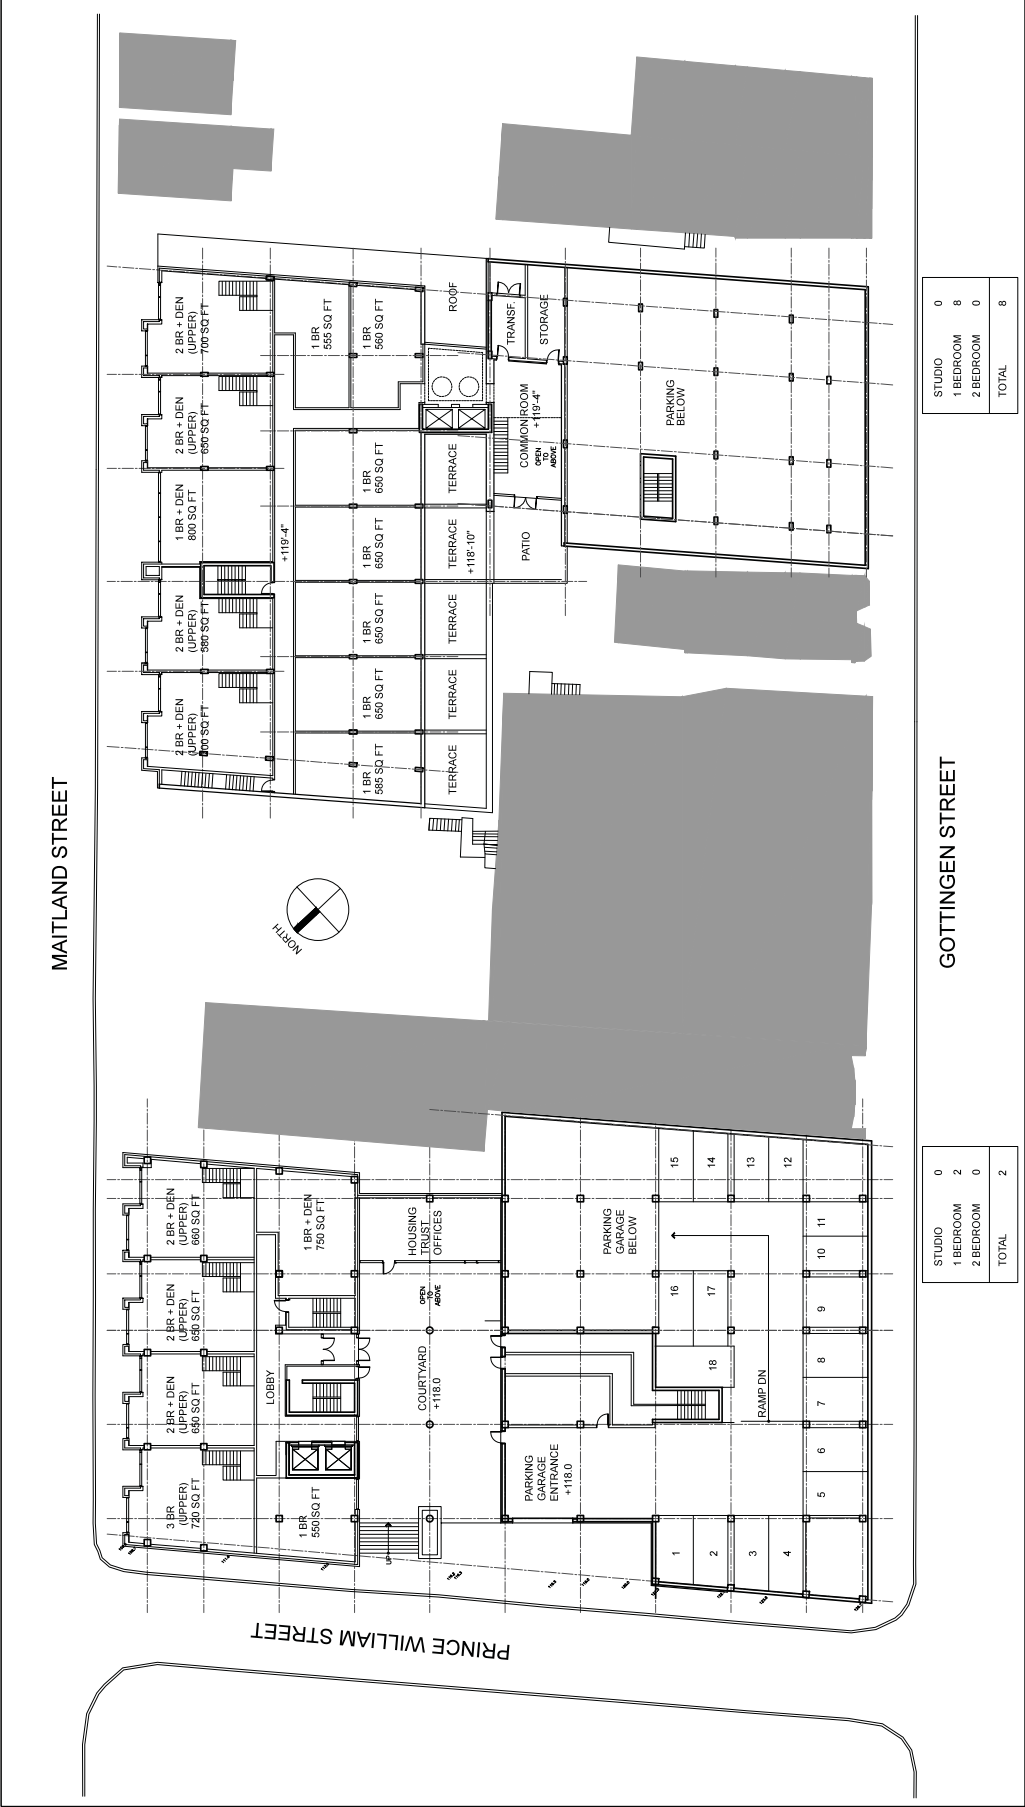 MAITLAND STREET
2 BR + DEN
(UPPER)
700 SQ FT
2 BR + DEN
(UPPER)
650 SQ FT
1 BR + DEN
800 SQ FT
2 BR + DEN
(UPPER)
580 SQ FT
2 BR + DEN
(UPPER)
+119'-4"
1 BR
555 SQ FT
1 BR
560 SQ FT
1 BR
650 SQ FT
1 BR
650 SQ FT
1 BR
650 SQ FT
1 BR
650 SQ FT
1 BR
585 SQ FT
ROOF
TERRACE
TERRACE
+118'-10"
TERRACE
TERRACE
TERRACE
TRANSF.
STORAGE
COMMON ROOM
+119'-4"
OPEN
TO
ABOVE
PATIO
PARKING
BELOW
NORTH
2 BR + DEN
(UPPER)
660 SQ FT
2 BR + DEN
(UPPER)
650 SQ FT
2 BR + DEN
(UPPER)
650 SQ FT
3 BR
(UPPER)
720 SQ FT
LOBBY
1 BR + DEN
750 SQ FT
1 BR
550 SQ FT
HOUSING
TRUST
OFFICES
OPEN
TO
ABOVE
COURTYARD
+118.0
UP
PARKING
GARAGE
BELOW
PARKING
GARAGE
ENTRANCE
+118.0
15
14
13
12
11
10
9
8
7
6
5
16
17
18
RAMP DN
1
2
3
4
PRINCE WILLIAM STREET
GOTTINGEN STREET
STUDIO 0
1 BEDROOM 8
2 BEDROOM 0
TOTAL 8
STUDIO 0
1 BEDROOM 2
2 BEDROOM 0
TOTAL 2